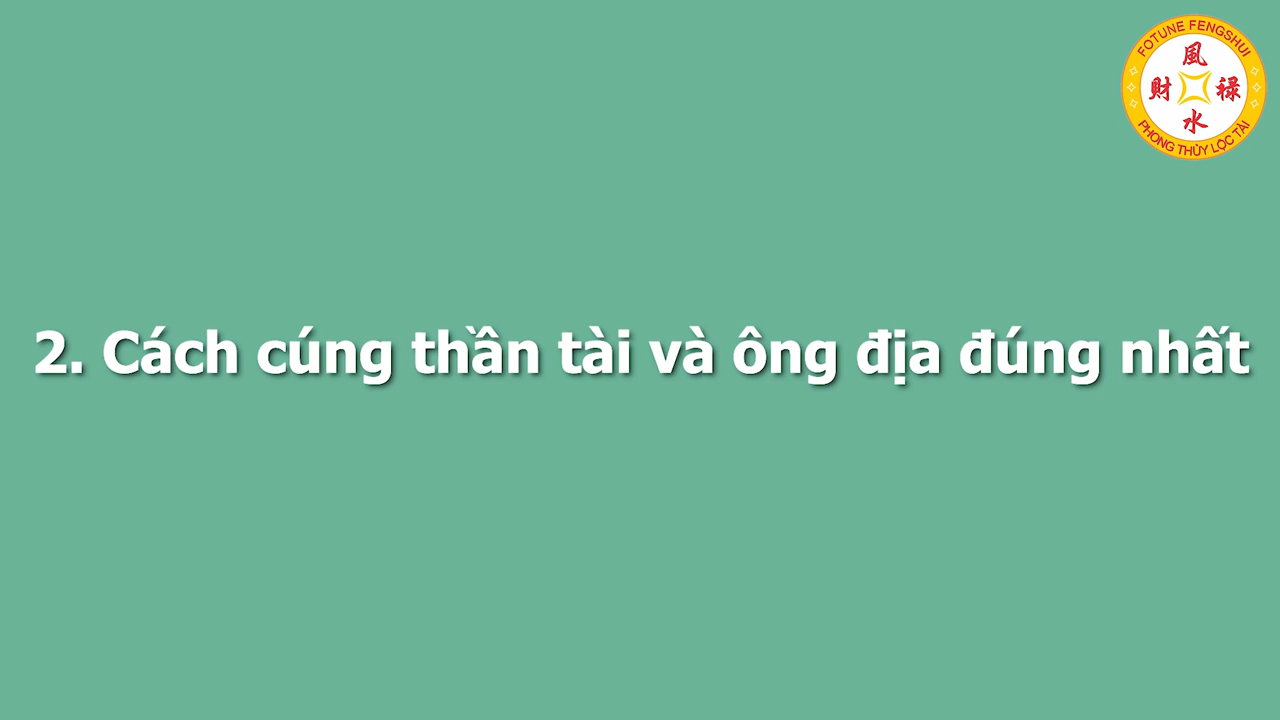 FOTUNE FENGSHUI
風
財 禄
水
PHONG THỦY LỘC TÀI
2. Cách cúng thần tài và ông địa đúng nhất